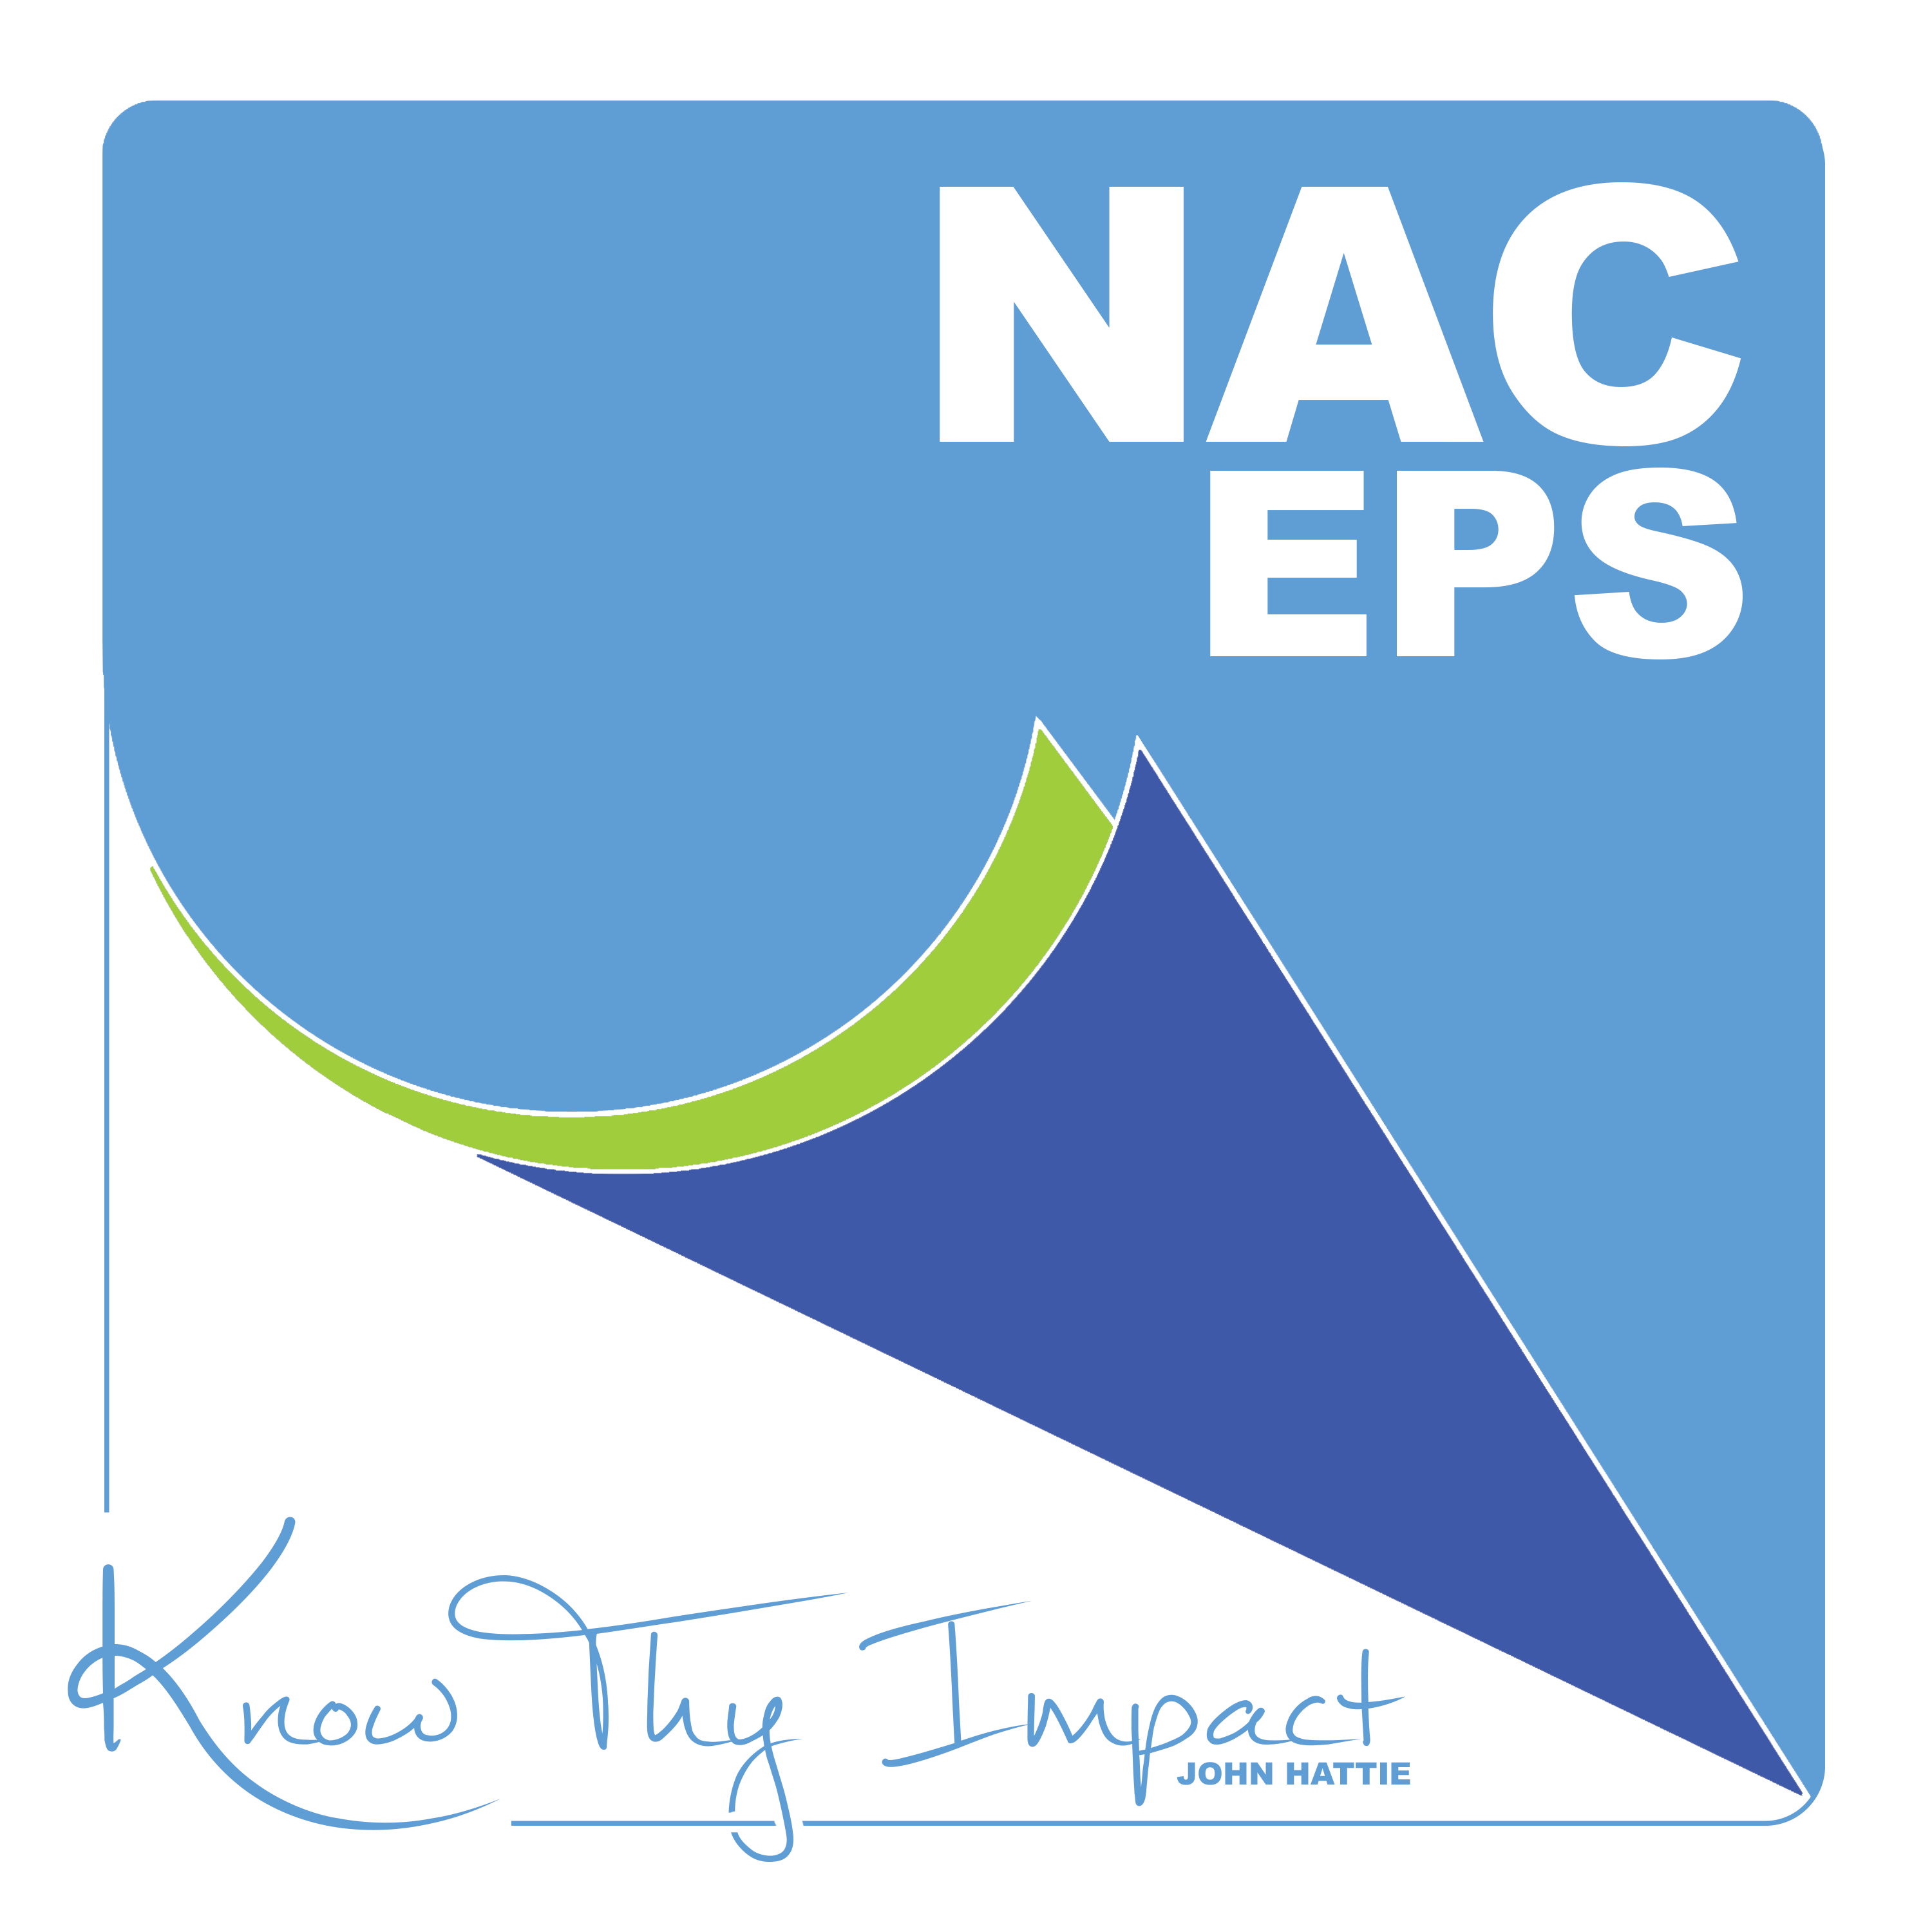 NAC
EPS
Know Thy Impact
JOHN HATTIE